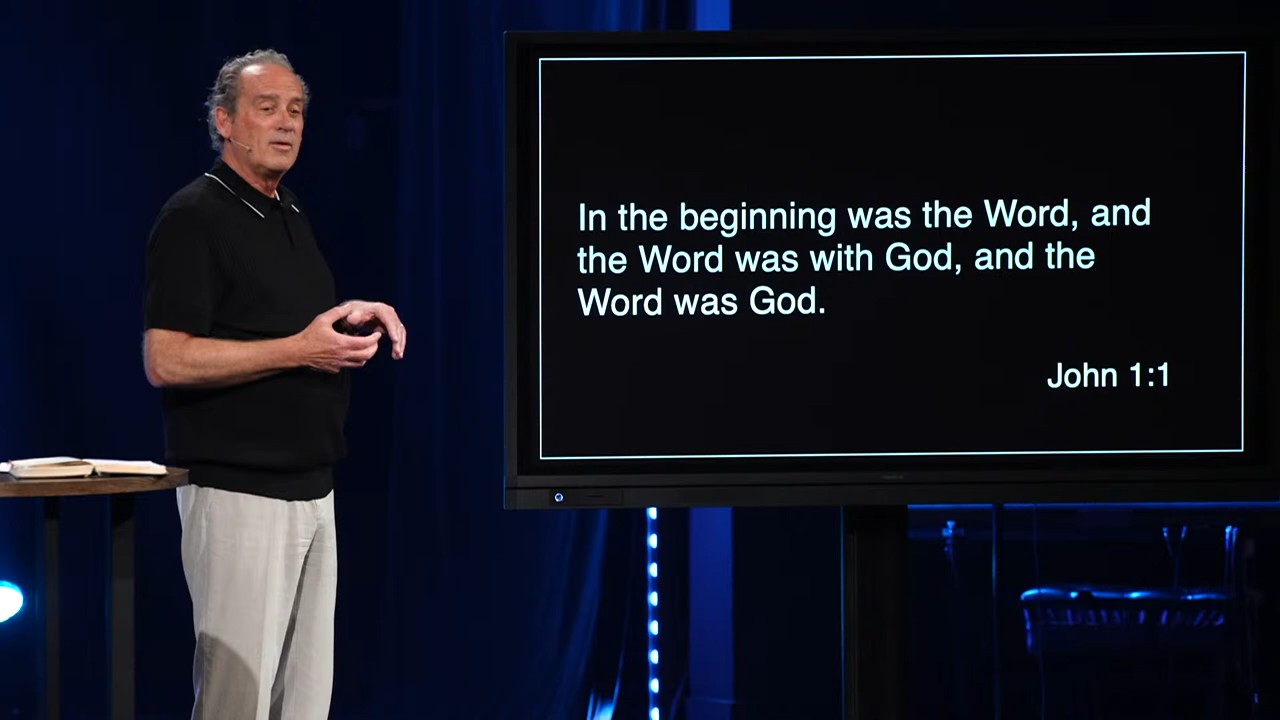 In the beginning was the Word, and
the Word was with God, and the
Word was God.
John 1:1